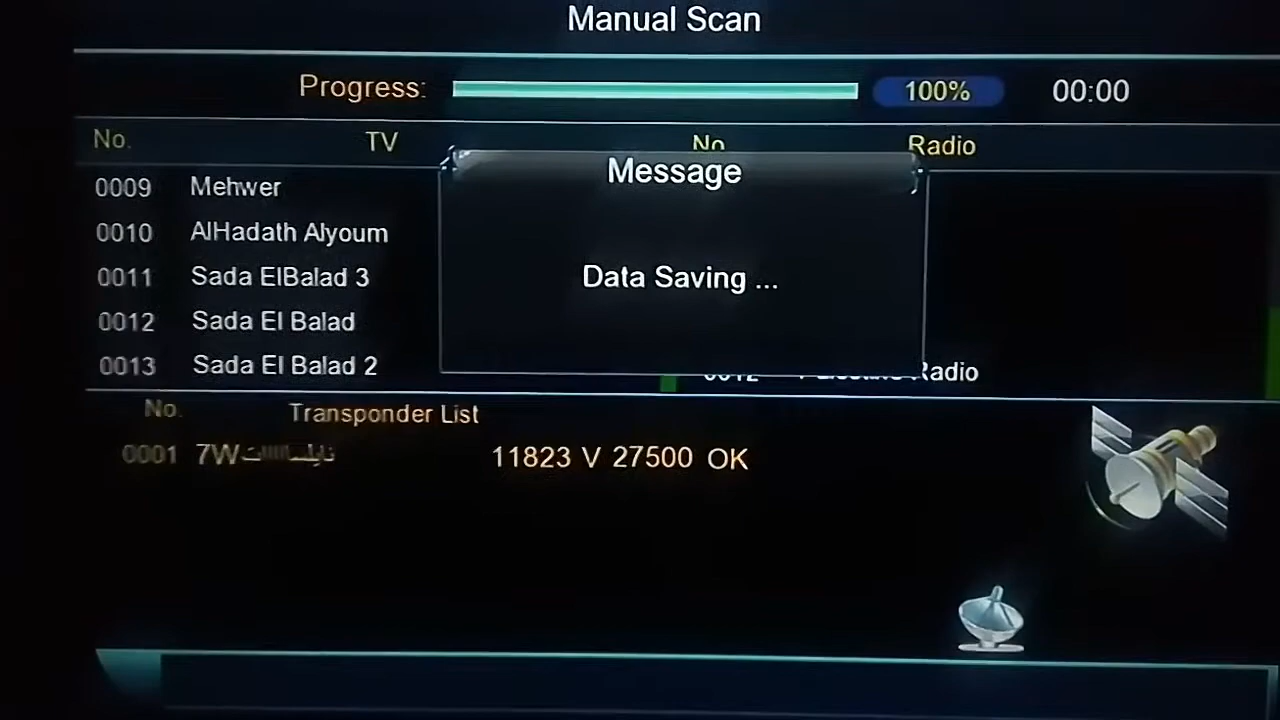 Manual Scan
Progress: 100% 00:00
No. TV No. Radio
Message
0009 Mehwer
0010 AlHadath Alyoum
0011 Sada ElBalad 3
Data Saving ...
0012 Sada El Balad
0013 Sada El Balad 2
0012 Radio
No. Transponder List
0001 7W نايلسات 11823 V 27500 OK